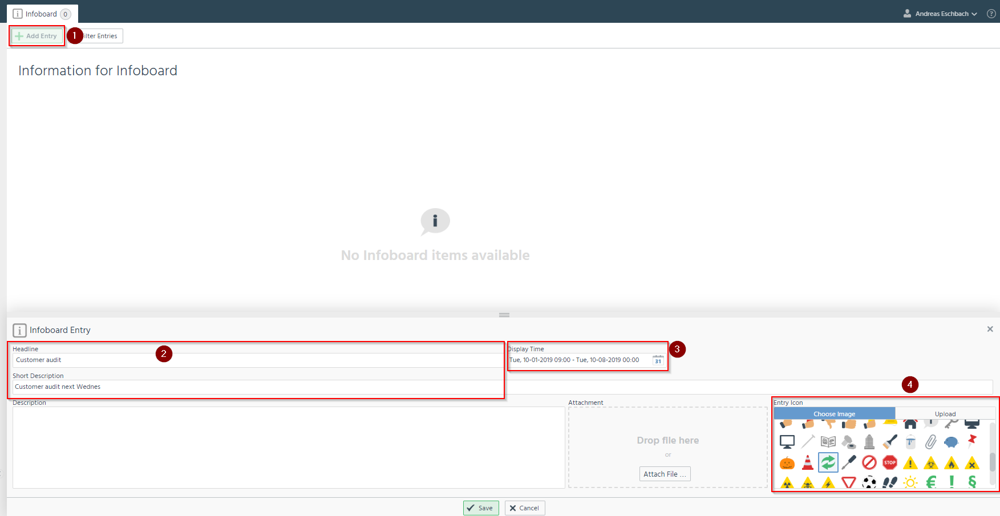 Infoboard 0
Andreas Eschbach
?
Add Entry
1
ilter Entries
Information for Infoboard
i
No Infoboard items available
Infoboard Entry
Headline
2
Customer audit
Display Time
3
Tue, 10-01-2019 09:00 - Tue, 10-08-2019 00:00
31
Short Description
Customer audit next Wednes
4
Description
Attachment
Drop file here
or
Attach File ...
Entry Icon
Choose Image
Upload
STOP
Save
Cancel